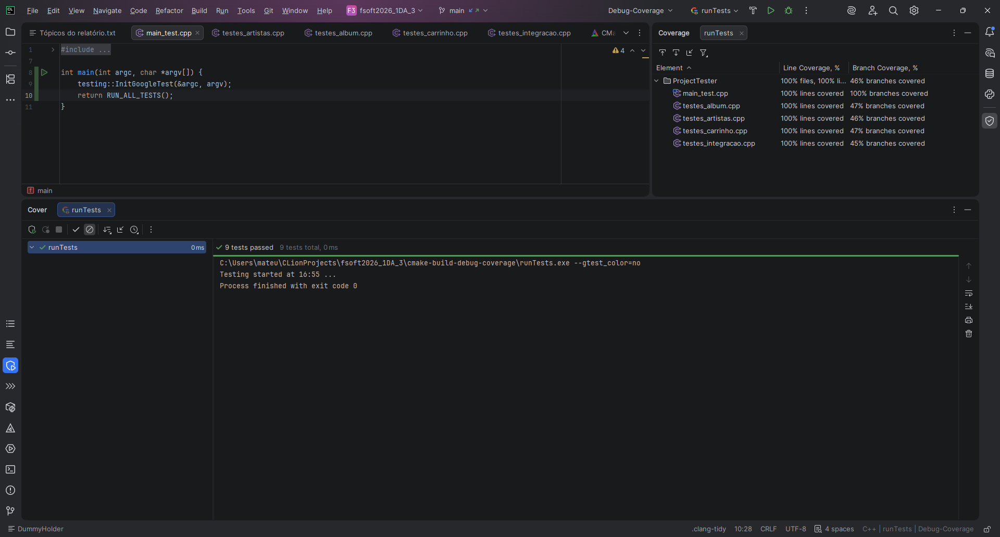 CL File Edit View Navigate Code Refactor Build Run Tools Git Window Help F3 fsoft2026_1DA_3 main Debug-Coverage runTests
Tópicos do relatório.txt main_test.cpp testes_artistas.cpp testes_album.cpp testes_carrinho.cpp testes_integracao.cpp
1 #include ...
4
7
8 int main(int argc, char *argv[]) {
9 testing::InitGoogleTest(&argc, argv);
10 return RUN_ALL_TESTS();
11 }
f main
Coverage runTests
Element Line Coverage, % Branch Coverage, %
ProjectTester 100% files, 100% li... 46% branches covered
main_test.cpp 100% lines covered 100% branches covered
testes_album.cpp 100% lines covered 47% branches covered
testes_artistas.cpp 100% lines covered 46% branches covered
testes_carrinho.cpp 100% lines covered 47% branches covered
testes_integracao.cpp 100% lines covered 45% branches covered
Cover runTests
runTests 0 ms
9 tests passed 9 tests total, 0 ms
C:\Users\mateu\CLionProjects\fsoft2026_1DA_3\cmake-build-debug-coverage\runTests.exe --gtest_color=no
Testing started at 16:55 ...
Process finished with exit code 0
DummyHolder .clang-tidy 10:28 CRLF UTF-8 4 spaces C++ | runTests | Debug-Coverage